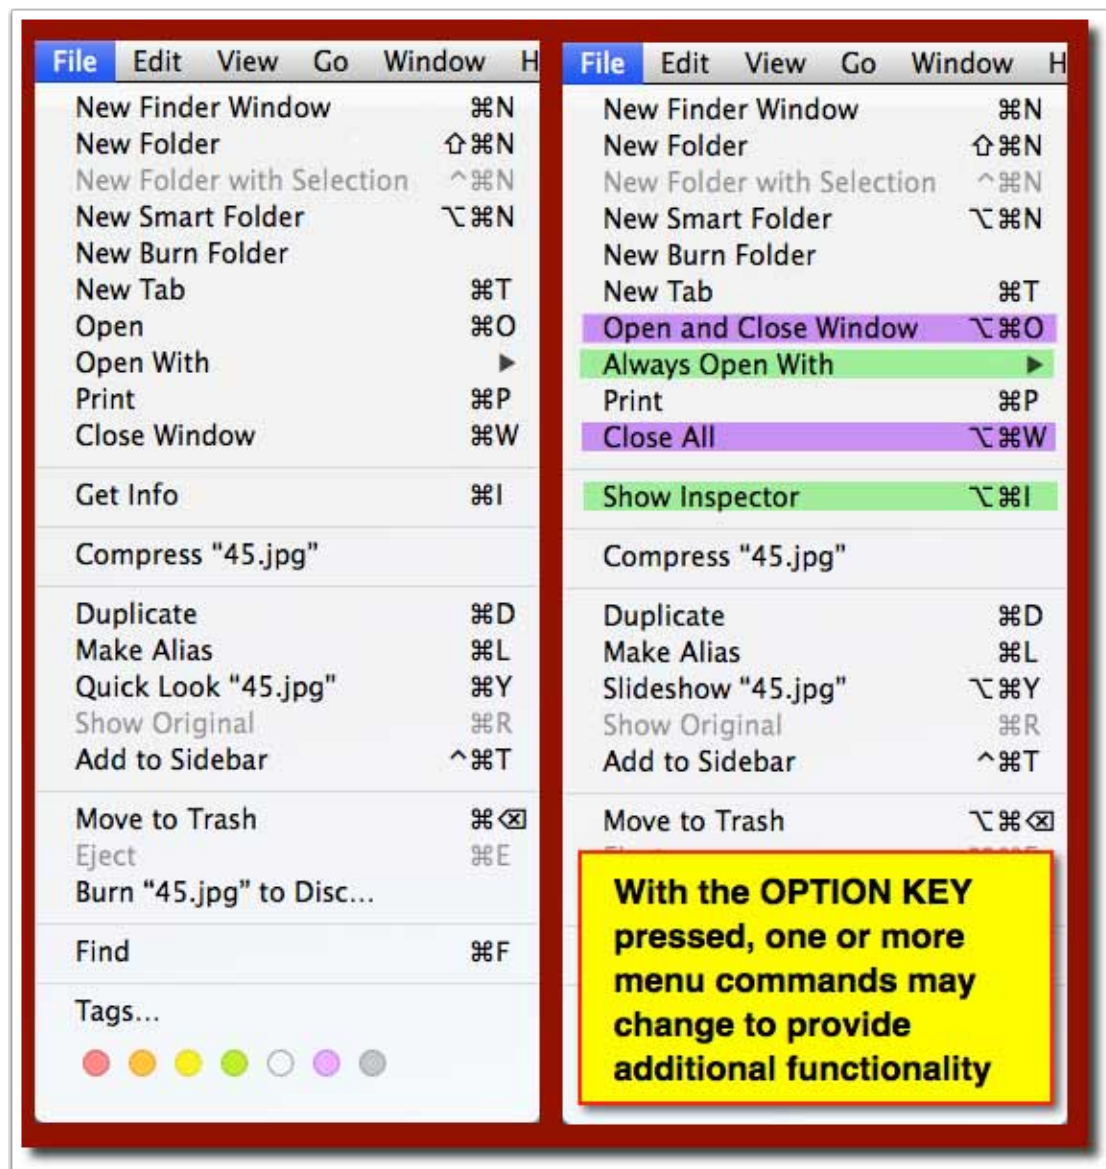 File Edit View Go Window H
New Finder Window ⌘N
New Folder ⇧⌘N
New Folder with Selection ^⌘N
New Smart Folder ⌥⌘N
New Burn Folder
New Tab ⌘T
Open ⌘O
Open With ▶
Print ⌘P
Close Window ⌘W
Get Info ⌘I
Compress “45.jpg”
Duplicate ⌘D
Make Alias ⌘L
Quick Look “45.jpg” ⌘Y
Show Original ⌘R
Add to Sidebar ^⌘T
Move to Trash ⌘⌫
Eject ⌘E
Burn “45.jpg” to Disc...
Find ⌘F
Tags...
File Edit View Go Window H
New Finder Window ⌘N
New Folder ⇧⌘N
New Folder with Selection ^⌘N
New Smart Folder ⌥⌘N
New Burn Folder
New Tab ⌘T
Open and Close Window ⌥⌘O
Always Open With ▶
Print ⌘P
Close All ⌥⌘W
Show Inspector ⌥⌘I
Compress “45.jpg”
Duplicate ⌘D
Make Alias ⌘L
Slideshow “45.jpg” ⌥⌘Y
Show Original ⌘R
Add to Sidebar ^⌘T
Move to Trash ⌥⌘⌫
With the OPTION KEY
pressed, one or more
menu commands may
change to provide
additional functionality